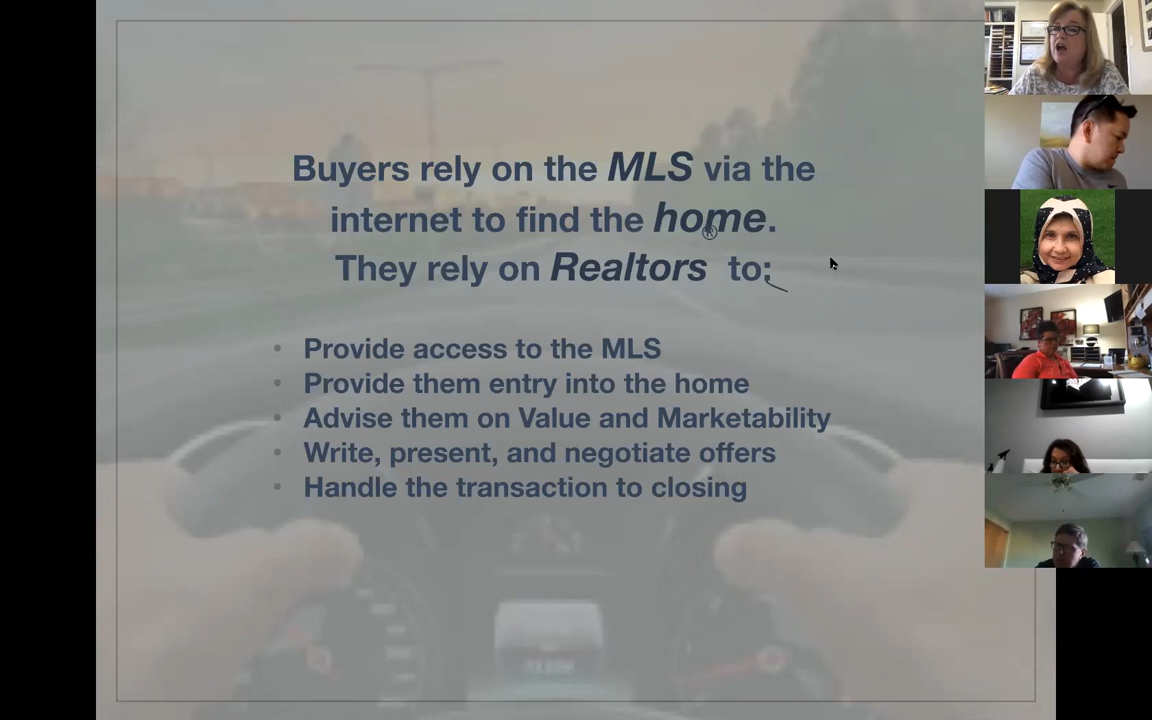 Buyers rely on the MLS via the
internet to find the home.
®
They rely on Realtors to:
• Provide access to the MLS
• Provide them entry into the home
• Advise them on Value and Marketability
• Write, present, and negotiate offers
• Handle the transaction to closing